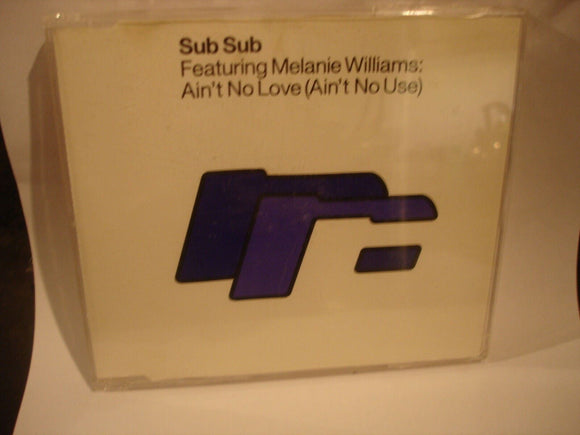 Sub Sub
Featuring Melanie Williams:
Ain't No Love (Ain't No Use)